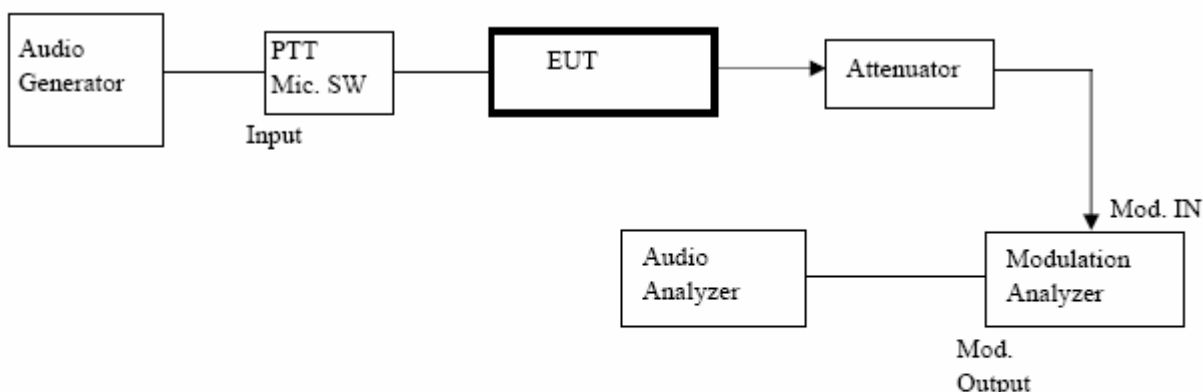 Audio
Generator
PTT
Mic. SW
Input
EUT
Attenuator
Mod. IN
Audio
Analyzer
Modulation
Analyzer
Mod.
Output